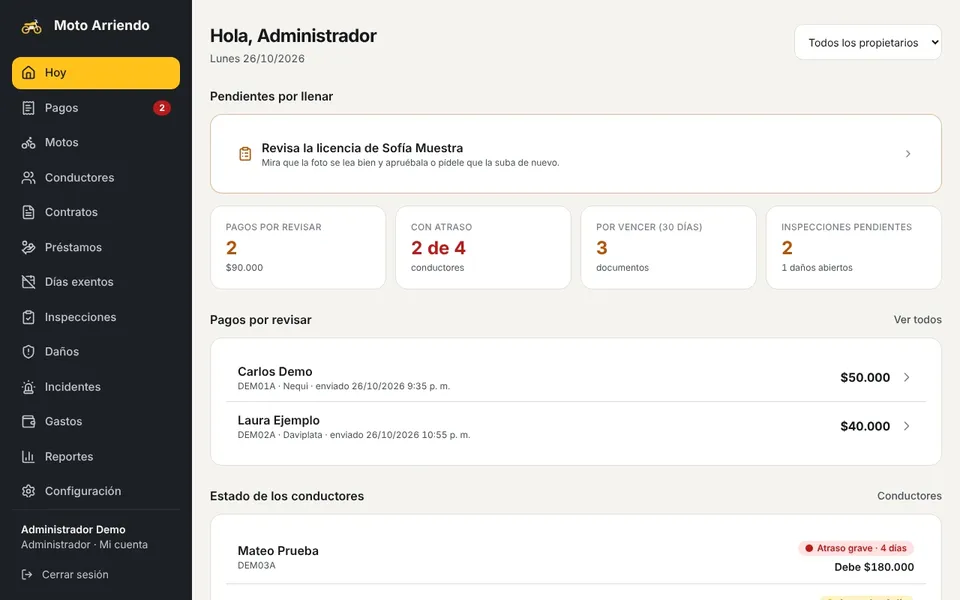 Moto Arriendo
Hoy
Pagos
2
Motos
Conductores
Contratos
Préstamos
Días exentos
Inspecciones
Daños
Incidentes
Gastos
Reportes
Configuración
Administrador Demo
Administrador · Mi cuenta
Cerrar sesión
Hola, Administrador
Lunes 26/10/2026
Todos los propietarios
Pendientes por llenar
Revisa la licencia de Sofía Muestra
Mira que la foto se lea bien y apruébala o pídele que la suba de nuevo.
PAGOS POR REVISAR
2
$90.000
CON ATRASO
2 de 4
conductores
POR VENCER (30 DÍAS)
3
documentos
INSPECCIONES PENDIENTES
2
1 daños abiertos
Pagos por revisar
Ver todos
Carlos Demo
DEM01A · Nequi · enviado 26/10/2026 9:35 p. m.
$50.000
Laura Ejemplo
DEM02A · Daviplata · enviado 26/10/2026 10:55 p. m.
$40.000
Estado de los conductores
Conductores
Mateo Prueba
DEM03A
Atraso grave · 4 días
Debe $180.000